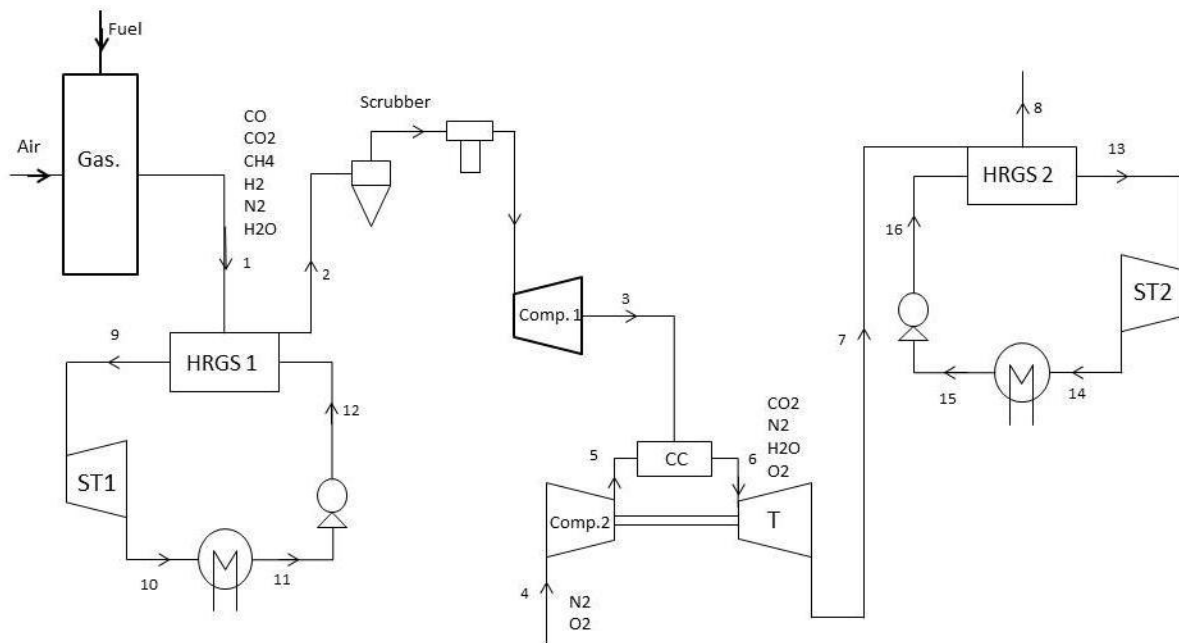 Fuel
Air
Gas.
CO
CO2
CH4
H2
N2
H2O
1
2
Scrubber
9
HRGS 1
12
ST1
10
11
Comp. 1
3
5
CC
6
CO2
N2
H2O
O2
Comp.2
T
4
N2
O2
7
8
HRGS 2
13
16
ST2
15
14